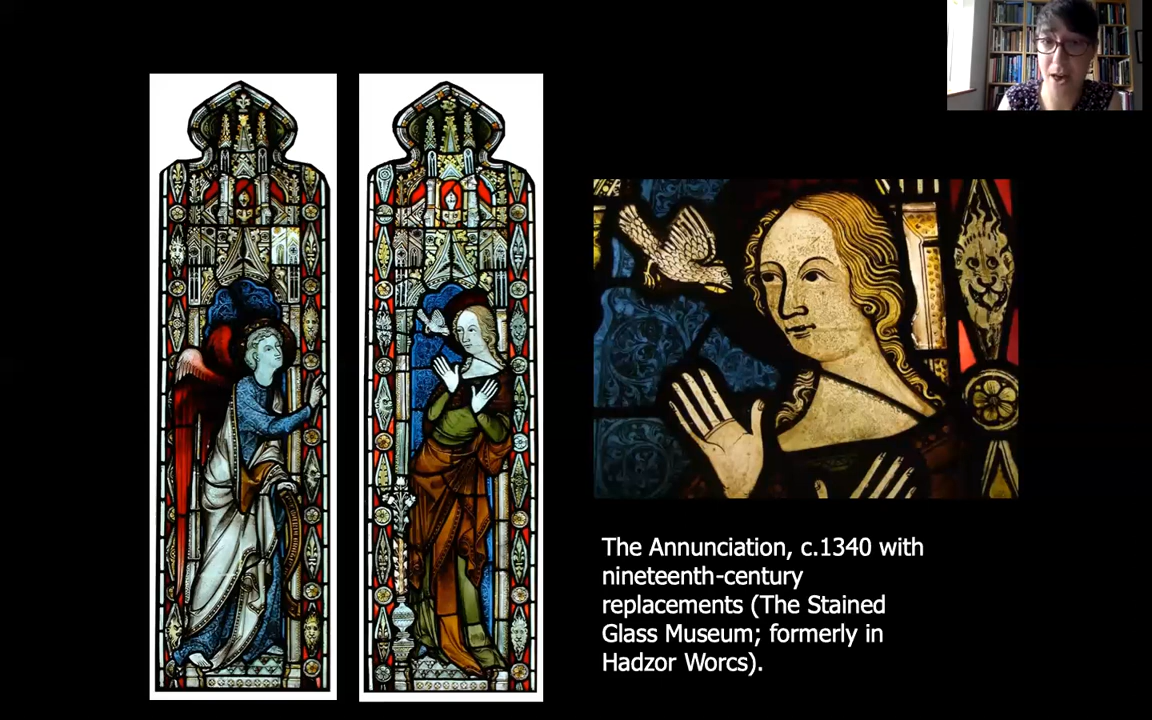 The Annunciation, c.1340 with
nineteenth-century
replacements (The Stained
Glass Museum; formerly in
Hadzor Worcs).